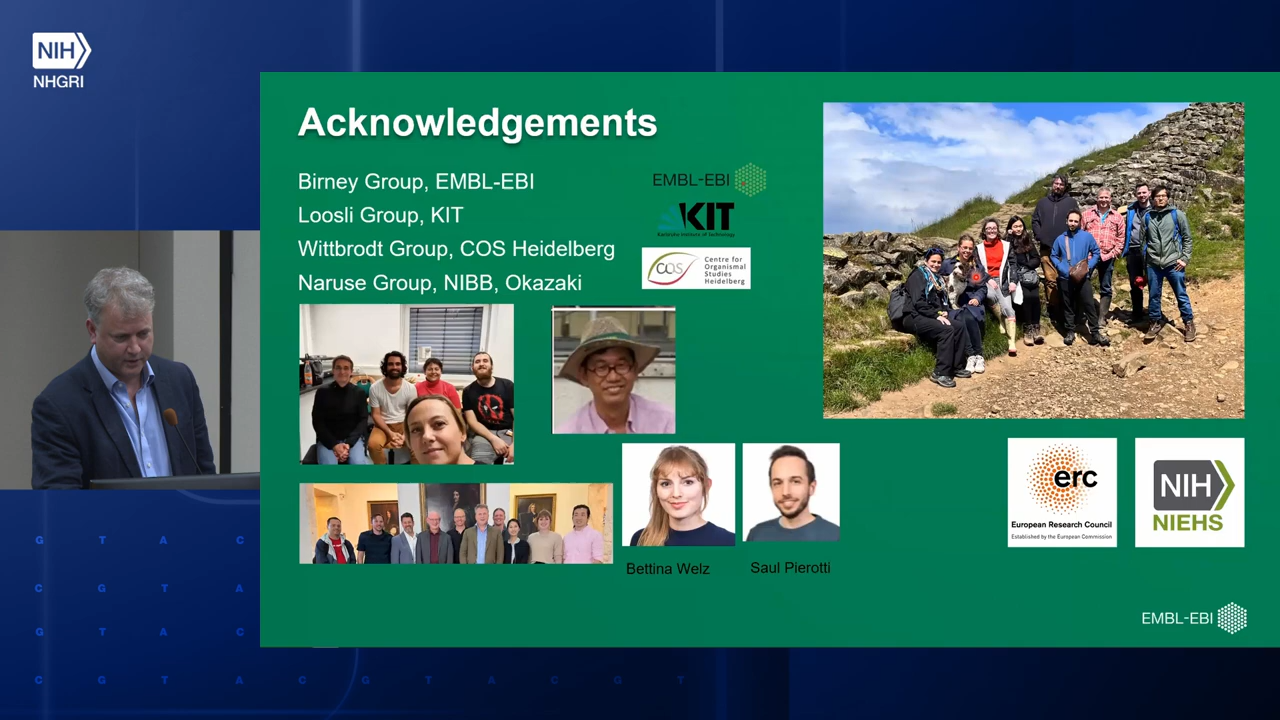 NIH
NHGRI
Acknowledgements
Birney Group, EMBL-EBI
Loosli Group, KIT
Wittbrodt Group, COS Heidelberg
Naruse Group, NIBB, Okazaki
EMBL-EBI
KIT
Karlsruhe Institute of Technology
COS
Centre for
Organismal
Studies
Heidelberg
Bettina Welz
Saul Pierotti
erc
European Research Council
Established by the European Commission
NIH
NIEHS
EMBL-EBI
G T A C
C G T A
G T A C
C G T A C G T A C G T